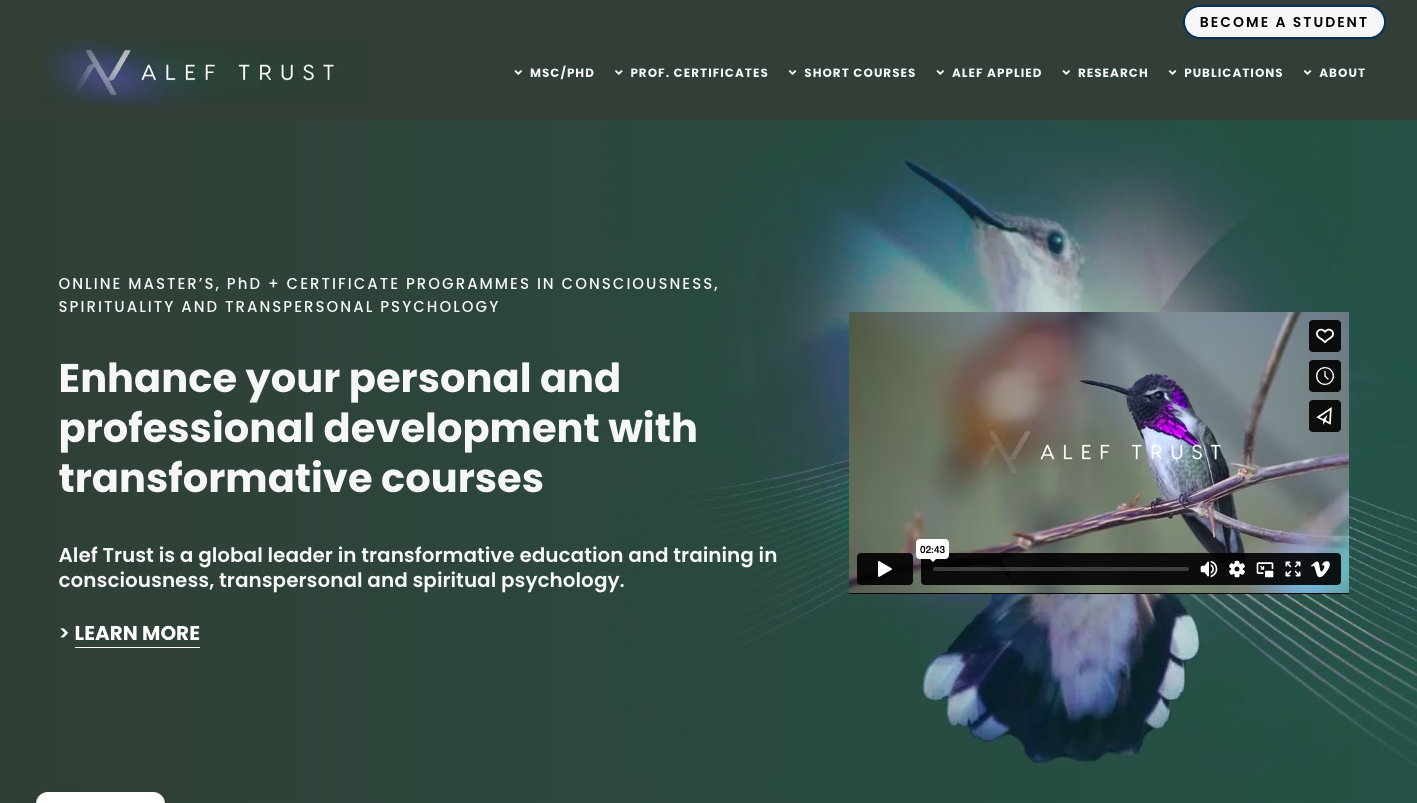 BECOME A STUDENT
ALEF TRUST
MSC/PHD PROF. CERTIFICATES SHORT COURSES ALEF APPLIED RESEARCH PUBLICATIONS ABOUT
ONLINE MASTER'S, PhD + CERTIFICATE PROGRAMMES IN CONSCIOUSNESS,
SPIRITUALITY AND TRANSPERSONAL PSYCHOLOGY
Enhance your personal and
professional development with
transformative courses
Alef Trust is a global leader in transformative education and training in
consciousness, transpersonal and spiritual psychology.
> LEARN MORE
ALEF TRUST
02:43